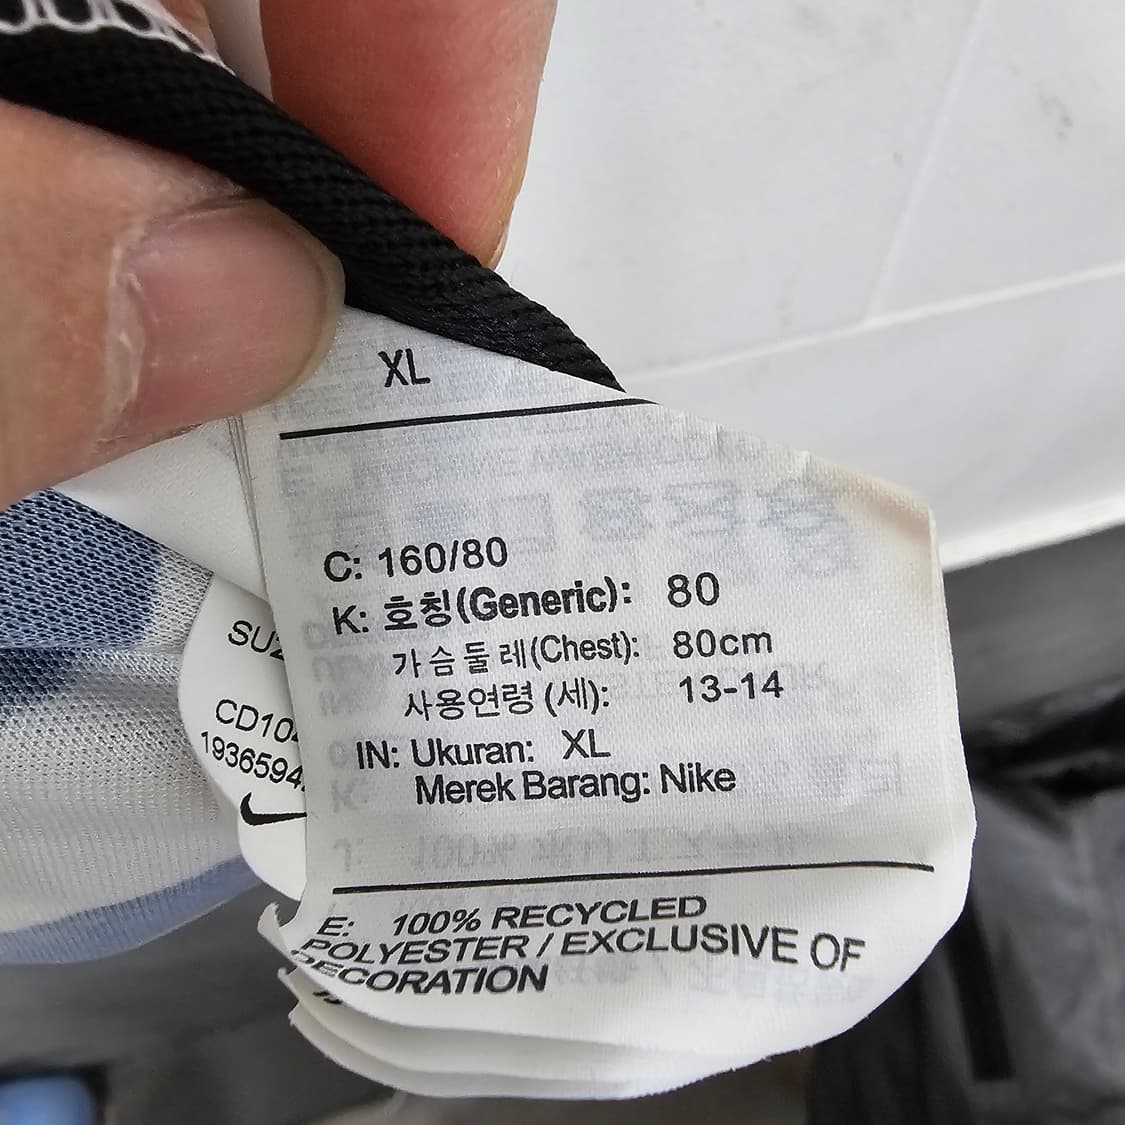 XL
C: 160/80
K: 호칭(Generic): 80
가슴둘레(Chest): 80cm
사용연령 (세): 13-14
IN: Ukuran: XL
Merek Barang: Nike
E: 100% RECYCLED
POLYESTER / EXCLUSIVE OF
DECORATION